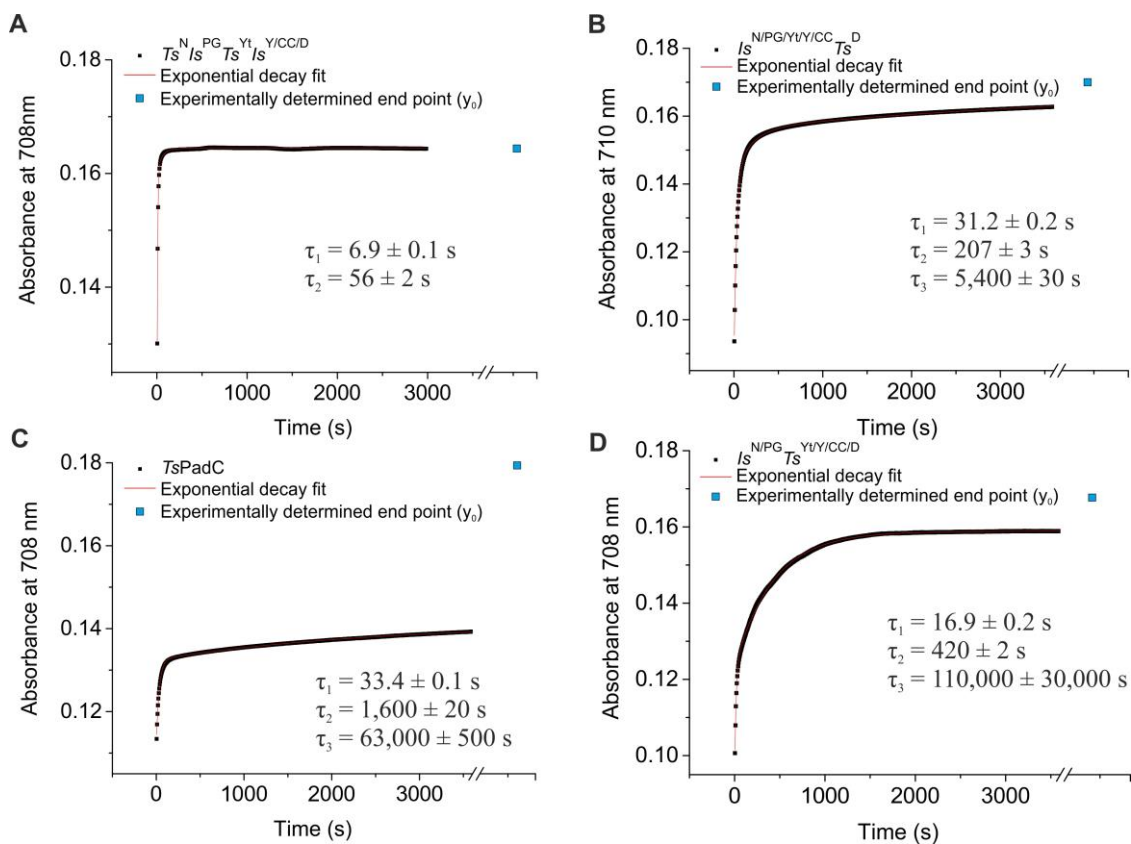 A
Ts^N Is^PG Ts^Yt Is^Y/CC/D
Exponential decay fit
Experimentally determined end point (y₀)
0.16
0.14
Absorbance at 708nm
τ₁ = 6.9 ± 0.1 s
τ₂ = 56 ± 2 s
0 1000 2000 3000
Time (s)
B
Is^N/PG/Yt/Y/CC Ts^D
Exponential decay fit
Experimentally determined end point (y₀)
0.18
0.16
0.14
0.12
0.10
Absorbance at 710 nm
τ₁ = 31.2 ± 0.2 s
τ₂ = 207 ± 3 s
τ₃ = 5,400 ± 30 s
0 1000 2000 3000
Time (s)
C
TsPadC
Exponential decay fit
Experimentally determined end point (y₀)
0.18
0.16
0.14
0.12
Absorbance at 708 nm
τ₁ = 33.4 ± 0.1 s
τ₂ = 1,600 ± 20 s
τ₃ = 63,000 ± 500 s
0 1000 2000 3000
Time (s)
D
Is^N/PG Ts^Yt/Y/CC/D
Exponential decay fit
Experimentally determined end point (y₀)
0.18
0.16
0.14
0.12
0.10
Absorbance at 708 nm
τ₁ = 16.9 ± 0.2 s
τ₂ = 420 ± 2 s
τ₃ = 110,000 ± 30,000 s
0 1000 2000 3000
Time (s)